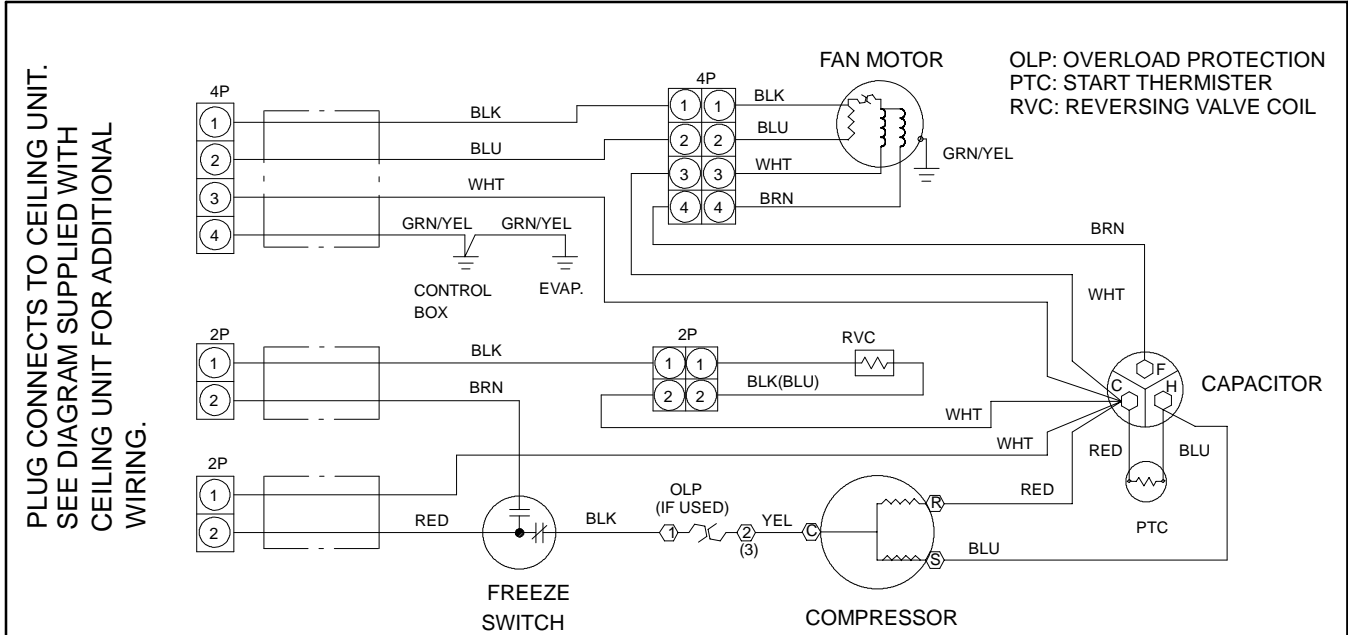 PLUG CONNECTS TO CEILING UNIT.
SEE DIAGRAM SUPPLIED WITH
CEILING UNIT FOR ADDITIONAL
WIRING.
FAN MOTOR
OLP: OVERLOAD PROTECTION
PTC: START THERMISTER
RVC: REVERSING VALVE COIL
4P
1
2
3
4
BLK
BLU
WHT
GRN/YEL
GRN/YEL
CONTROL
BOX
EVAP.
4P
1 1
2 2
3 3
4 4
BLK
BLU
WHT
BRN
GRN/YEL
BRN
WHT
2P
1
2
BLK
BRN
2P
1 1
2 2
RVC
BLK(BLU)
WHT
WHT
F
C
H
CAPACITOR
RED
BLU
PTC
2P
1
2
RED
FREEZE
SWITCH
BLK
OLP
(IF USED)
1
2
(3)
YEL
C
R
S
RED
BLU
COMPRESSOR